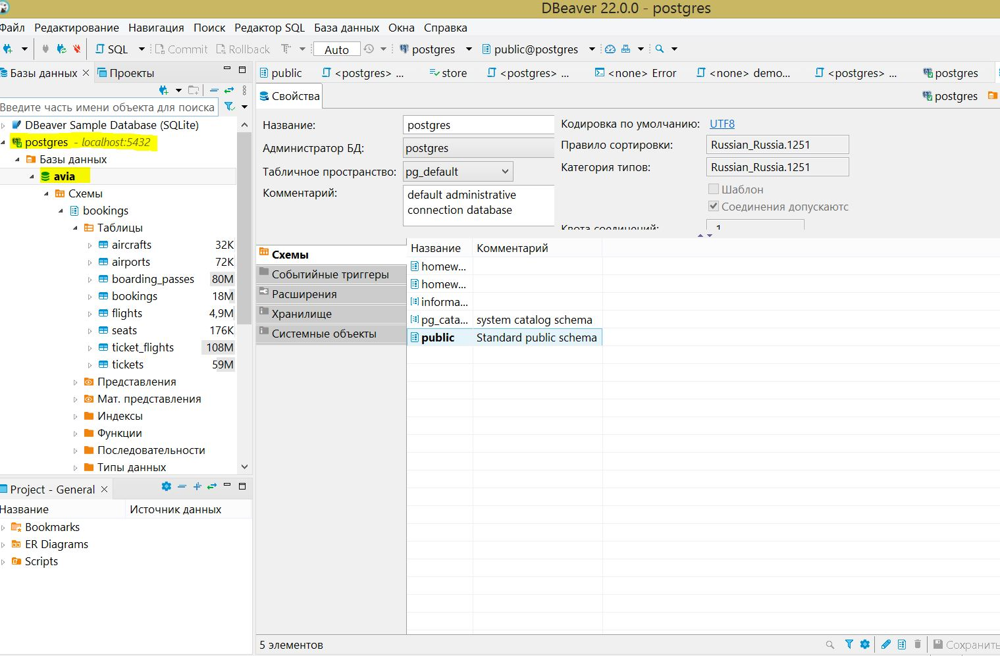 DBeaver 22.0.0 - postgres
Файл Редактирование Навигация Поиск Редактор SQL База данных Окна Справка
SQL Commit Rollback Auto postgres public@postgres
Базы данных Проекты
public <postgres> ... store <postgres> ... <none> Error <none> demo... <postgres> ... postgres
Введите часть имени объекта для поиска
DBeaver Sample Database (SQLite)
postgres - localhost:5432
Базы данных
avia
Схемы
bookings
Таблицы
aircrafts 32K
airports 72K
boarding_passes 80M
bookings 18M
flights 4,9M
seats 176K
ticket_flights 108M
tickets 59M
Представления
Мат. представления
Индексы
Функции
Последовательности
Типы данных
Project - General
Название Источник данных
Bookmarks
ER Diagrams
Scripts
Свойства
postgres
Название: postgres
Администратор БД: postgres
Табличное пространство: pg_default
Комментарий: default administrative
connection database
Кодировка по умолчанию: UTF8
Правило сортировки: Russian_Russia.1251
Категория типов: Russian_Russia.1251
Шаблон
Соединения допускаютс
Квота соединений: -1
Схемы
Событийные триггеры
Расширения
Хранилище
Системные объекты
Название Комментарий
homew...
homew...
informa...
pg_cata... system catalog schema
public Standard public schema
5 элементов
Сохранить